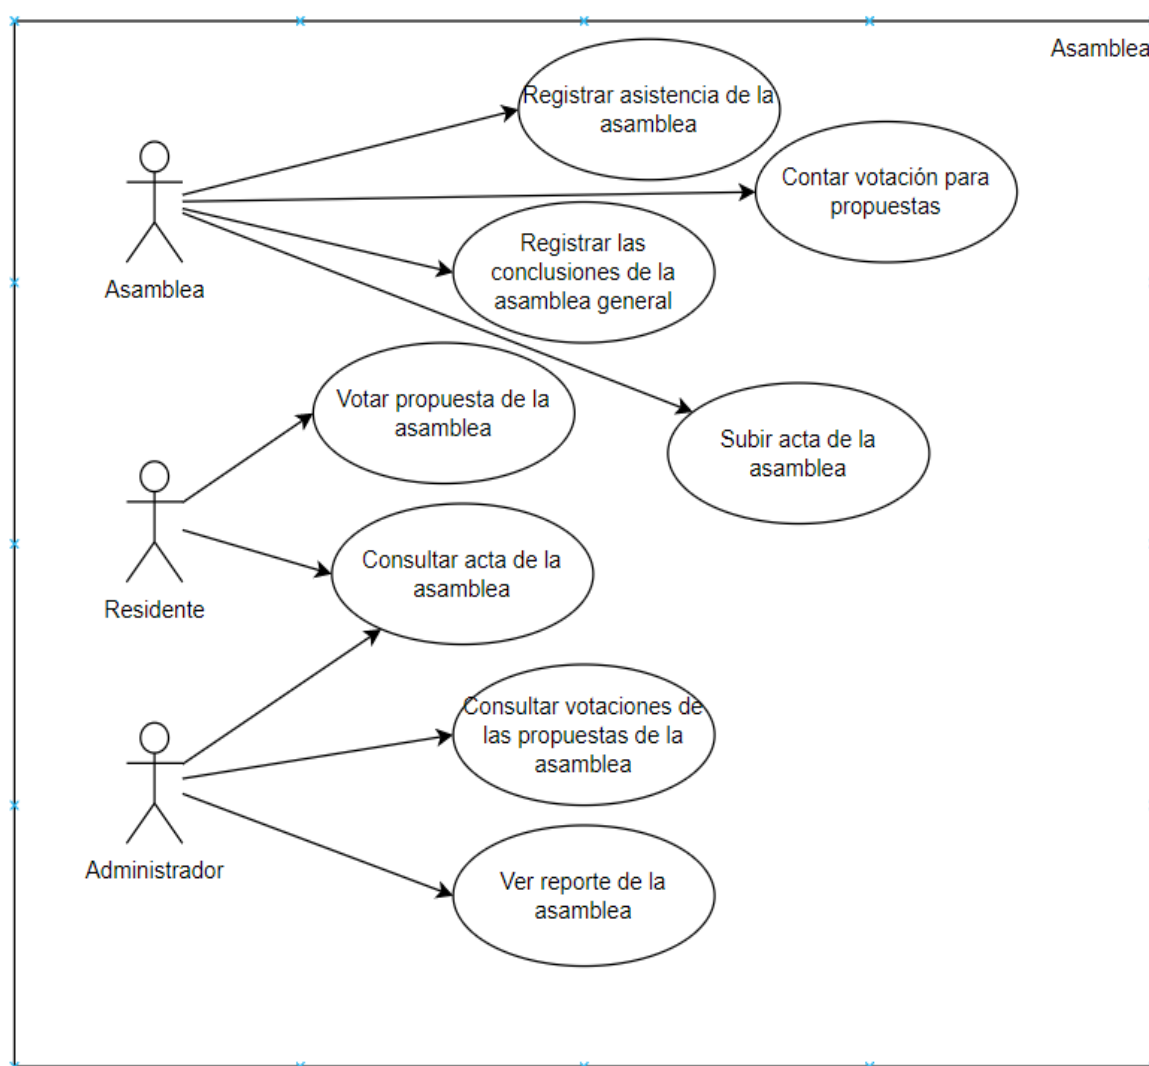 Asamblea
Registrar asistencia de la
asamblea
Contar votación para
propuestas
Registrar las
conclusiones de la
asamblea general
Asamblea
Votar propuesta de la
asamblea
Subir acta de la
asamblea
Consultar acta de la
asamblea
Residente
Consultar votaciones de
las propuestas de la
asamblea
Administrador
Ver reporte de la
asamblea